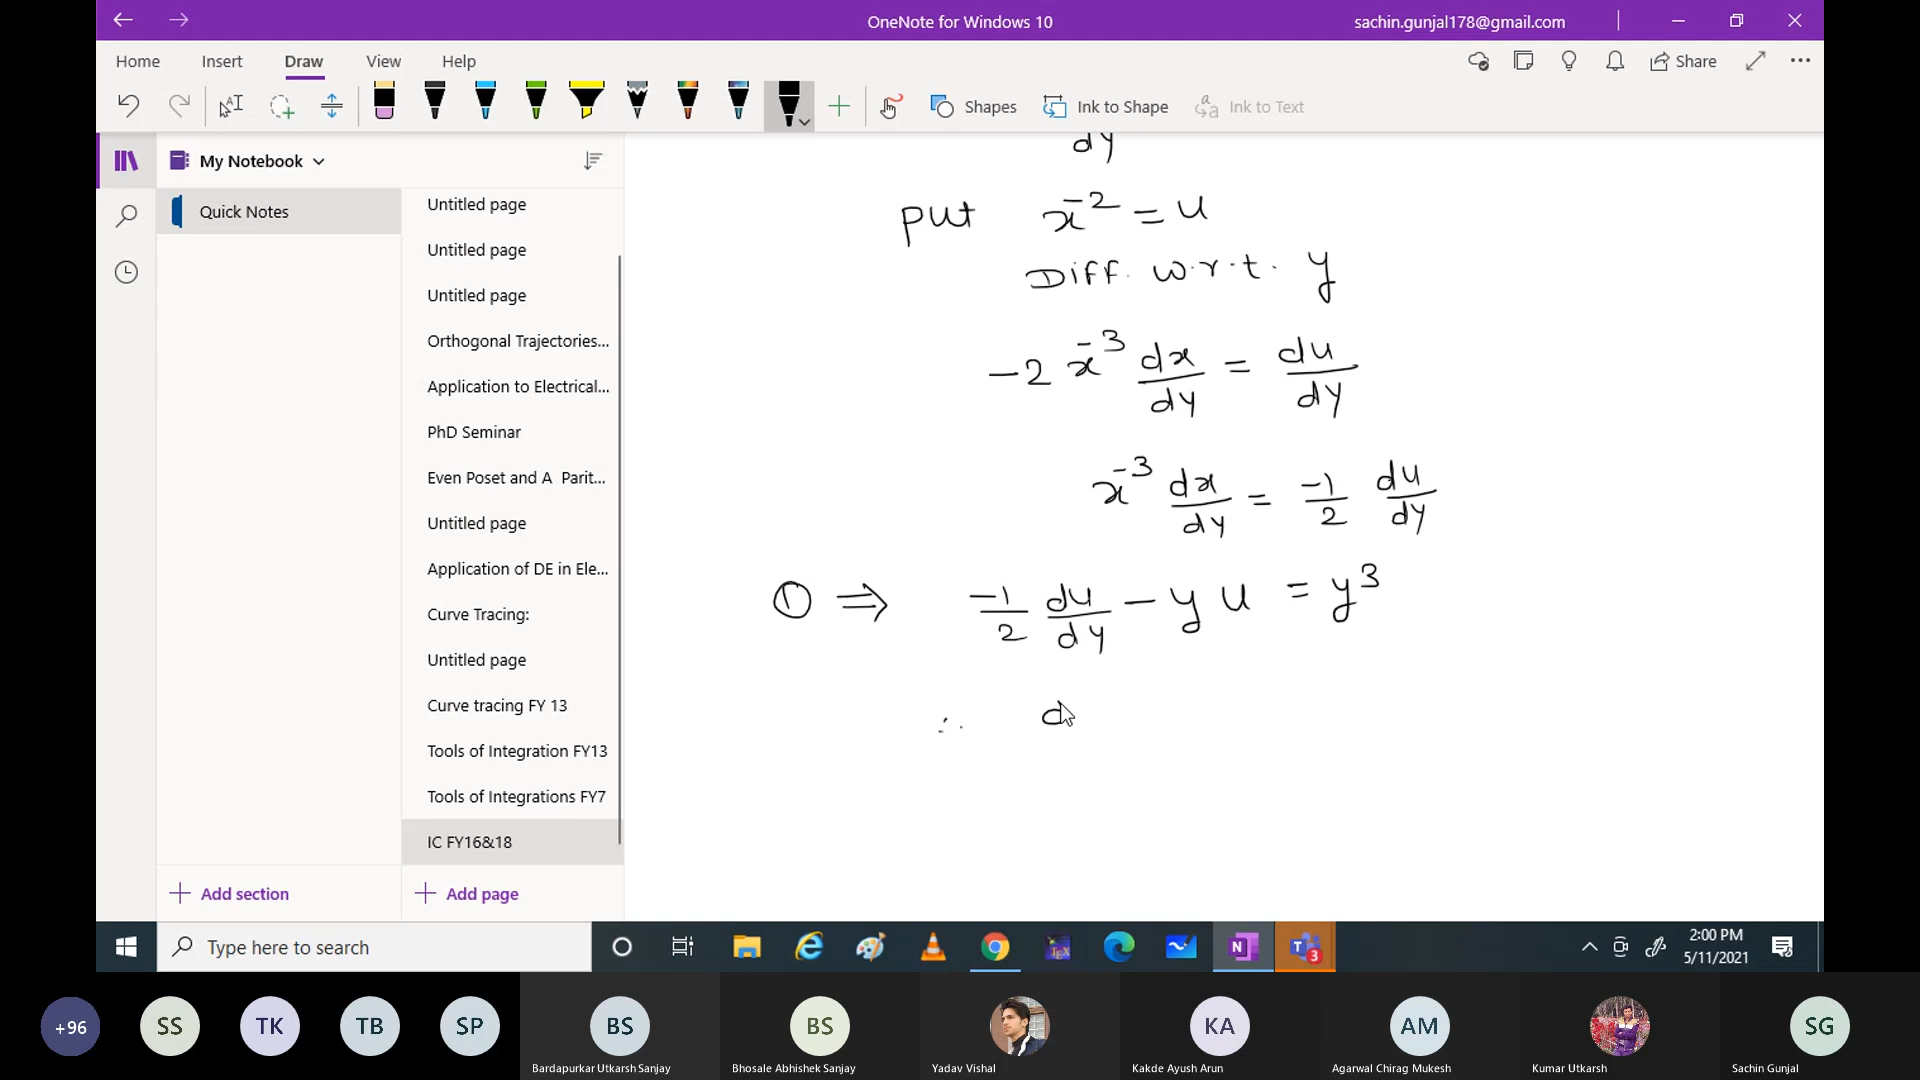 OneNote for Windows 10
sachin.gunjal178@gmail.com
Home Insert Draw View Help
Share
Shapes Ink to Shape Ink to Text
My Notebook
Quick Notes
Untitled page
Untitled page
Untitled page
Orthogonal Trajectories...
Application to Electrical...
PhD Seminar
Even Poset and A Parit...
Untitled page
Application of DE in Ele...
Curve Tracing:
Untitled page
Curve tracing FY 13
Tools of Integration FY13
Tools of Integrations FY7
IC FY16&18
Add section
Add page
dy
put x⁻² = u
Diff. w.r.t. y
-2 x⁻³ dx/dy = du/dy
x⁻³ dx/dy = -1/2 du/dy
① ⇒ -1/2 du/dy - y u = y³
∴ d
Type here to search
2:00 PM
5/11/2021
+96 SS TK TB SP BS BS KA AM SG
Bardapurkar Utkarsh Sanjay
Bhosale Abhishek Sanjay
Yadav Vishal
Kakde Ayush Arun
Agarwal Chirag Mukesh
Kumar Utkarsh
Sachin Gunjal